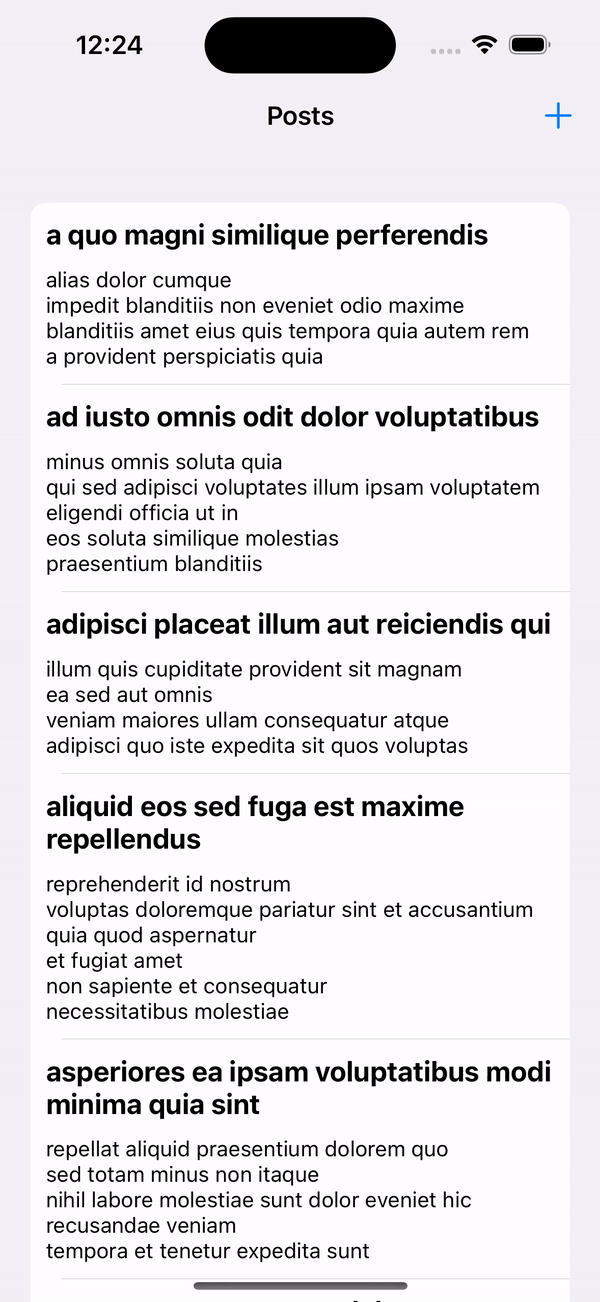 12:24
Posts
a quo magni similique perferendis
alias dolor cumque
impedit blanditiis non eveniet odio maxime
blanditiis amet eius quis tempora quia autem rem
a provident perspiciatis quia
ad iusto omnis odit dolor voluptatibus
minus omnis soluta quia
qui sed adipisci voluptates illum ipsam voluptatem
eligendi officia ut in
eos soluta similique molestias
praesentium blanditiis
adipisci placeat illum aut reiciendis qui
illum quis cupiditate provident sit magnam
ea sed aut omnis
veniam maiores ullam consequatur atque
adipisci quo iste expedita sit quos voluptas
aliquid eos sed fuga est maxime
repellendus
reprehenderit id nostrum
voluptas doloremque pariatur sint et accusantium
quia quod aspernatur
et fugiat amet
non sapiente et consequatur
necessitatibus molestiae
asperiores ea ipsam voluptatibus modi
minima quia sint
repellat aliquid praesentium dolorem quo
sed totam minus non itaque
nihil labore molestiae sunt dolor eveniet hic
recusandae veniam
tempora et tenetur expedita sunt